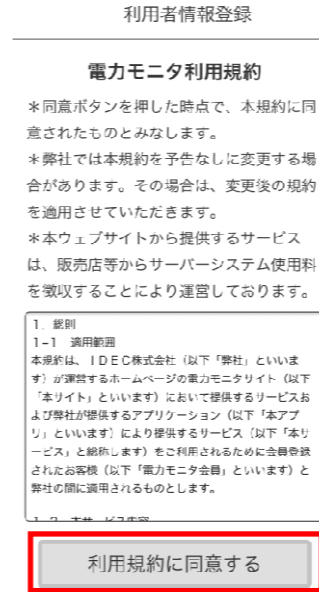 利用者情報登録
電力モニタ利用規約
＊同意ボタンを押した時点で、本規約に同
意されたものとみなします。
＊弊社では本規約を予告なしに変更する場
合があります。その場合は、変更後の規約
を適用させていただきます。
＊本ウェブサイトから提供するサービス
は、販売店等からサーバーシステム使用料
を徴収することにより運営しております。
1．総則
1-1　適用範囲
本規約は、ＩＤＥＣ株式会社（以下「弊社」といいま
す）が運営するホームページの電力モニタサイト（以下
「本サイト」といいます）において提供するサービスお
よび弊社が提供するアプリケーション（以下「本アプ
リ」といいます）により提供するサービス（以下「本サ
ービス」と総称します）をご利用されるために会員登録
されたお客様（以下「電力モニタ会員」といいます）と
弊社の間に適用されるものとします。
利用規約に同意する